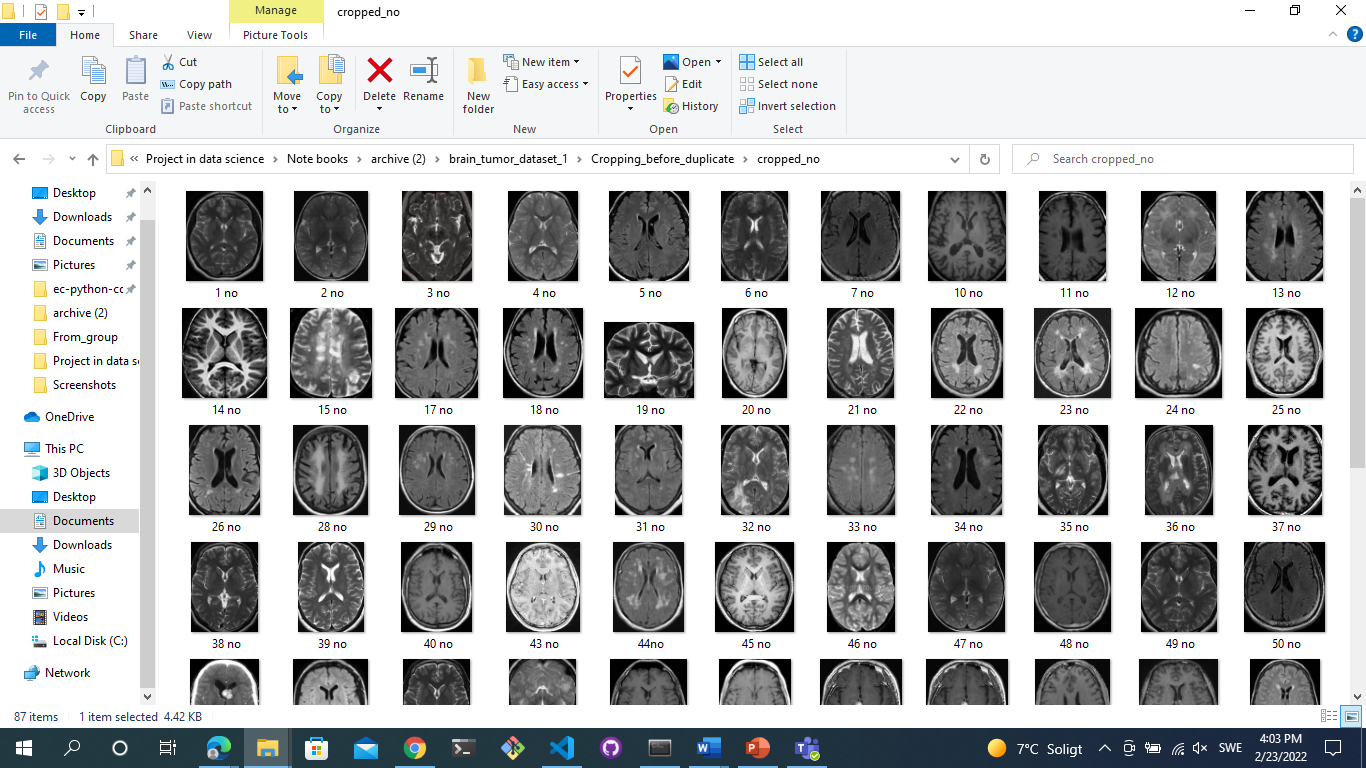 Manage
cropped_no
File
Home
Share
View
Picture Tools
Pin to Quick
access
Copy
Paste
Cut
Copy path
Paste shortcut
Clipboard
Move
to
Copy
to
Delete
Rename
Organize
New
folder
New item
Easy access
New
Properties
Open
Edit
History
Open
Select all
Select none
Invert selection
Select
« Project in data science › Note books › archive (2) › brain_tumor_dataset_1 › Cropping_before_duplicate › cropped_no
Search cropped_no
Desktop
Downloads
Documents
Pictures
ec-python-cc
archive (2)
From_group
Project in data s
Screenshots
OneDrive
This PC
3D Objects
Desktop
Documents
Downloads
Music
Pictures
Videos
Local Disk (C:)
Network
1 no 2 no 3 no 4 no 5 no 6 no 7 no 10 no 11 no 12 no 13 no
14 no 15 no 17 no 18 no 19 no 20 no 21 no 22 no 23 no 24 no 25 no
26 no 28 no 29 no 30 no 31 no 32 no 33 no 34 no 35 no 36 no 37 no
38 no 39 no 40 no 43 no 44no 45 no 46 no 47 no 48 no 49 no 50 no
87 items 1 item selected 4.42 KB
7°C Soligt
SWE
4:03 PM
2/23/2022